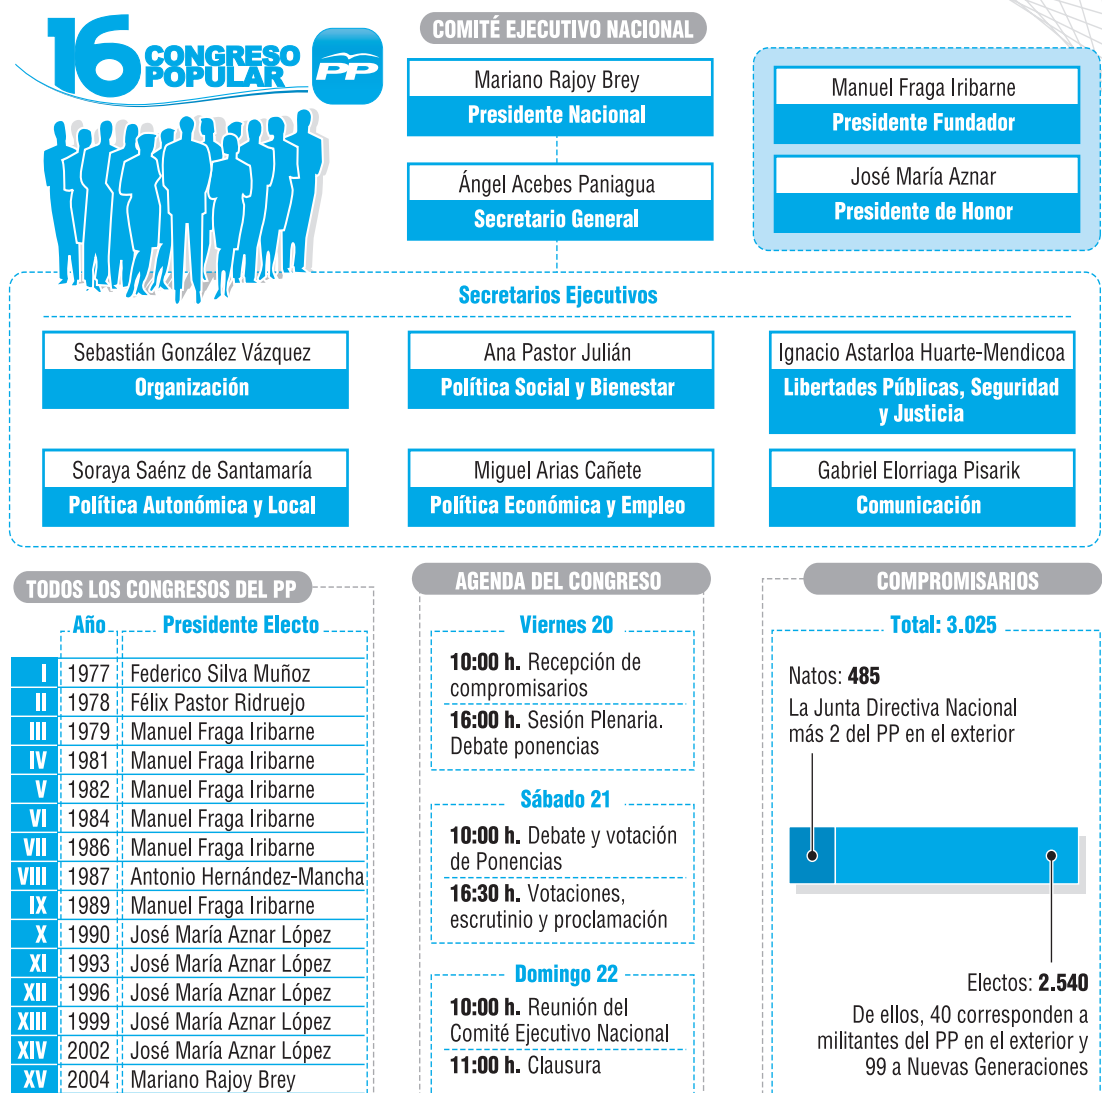 16 CONGRESO
POPULAR
PP
COMITÉ EJECUTIVO NACIONAL
Mariano Rajoy Brey
Presidente Nacional
Ángel Acebes Paniagua
Secretario General
Manuel Fraga Iribarne
Presidente Fundador
José María Aznar
Presidente de Honor
Secretarios Ejecutivos
Sebastián González Vázquez
Organización
Ana Pastor Julián
Política Social y Bienestar
Ignacio Astarloa Huarte-Mendicoa
Libertades Públicas, Seguridad
y Justicia
Soraya Saénz de Santamaría
Política Autonómica y Local
Miguel Arias Cañete
Política Económica y Empleo
Gabriel Elorriaga Pisarik
Comunicación
TODOS LOS CONGRESOS DEL PP
Año Presidente Electo
I 1977 Federico Silva Muñoz
II 1978 Félix Pastor Ridruejo
III 1979 Manuel Fraga Iribarne
IV 1981 Manuel Fraga Iribarne
V 1982 Manuel Fraga Iribarne
VI 1984 Manuel Fraga Iribarne
VII 1986 Manuel Fraga Iribarne
VIII 1987 Antonio Hernández-Mancha
IX 1989 Manuel Fraga Iribarne
X 1990 José María Aznar López
XI 1993 José María Aznar López
XII 1996 José María Aznar López
XIII 1999 José María Aznar López
XIV 2002 José María Aznar López
XV 2004 Mariano Rajoy Brey
AGENDA DEL CONGRESO
Viernes 20
10:00 h. Recepción de
compromisarios
16:00 h. Sesión Plenaria.
Debate ponencias
Sábado 21
10:00 h. Debate y votación
de Ponencias
16:30 h. Votaciones,
escrutinio y proclamación
Domingo 22
10:00 h. Reunión del
Comité Ejecutivo Nacional
11:00 h. Clausura
COMPROMISARIOS
Total: 3.025
Natos: 485
La Junta Directiva Nacional
más 2 del PP en el exterior
Electos: 2.540
De ellos, 40 corresponden a
militantes del PP en el exterior y
99 a Nuevas Generaciones